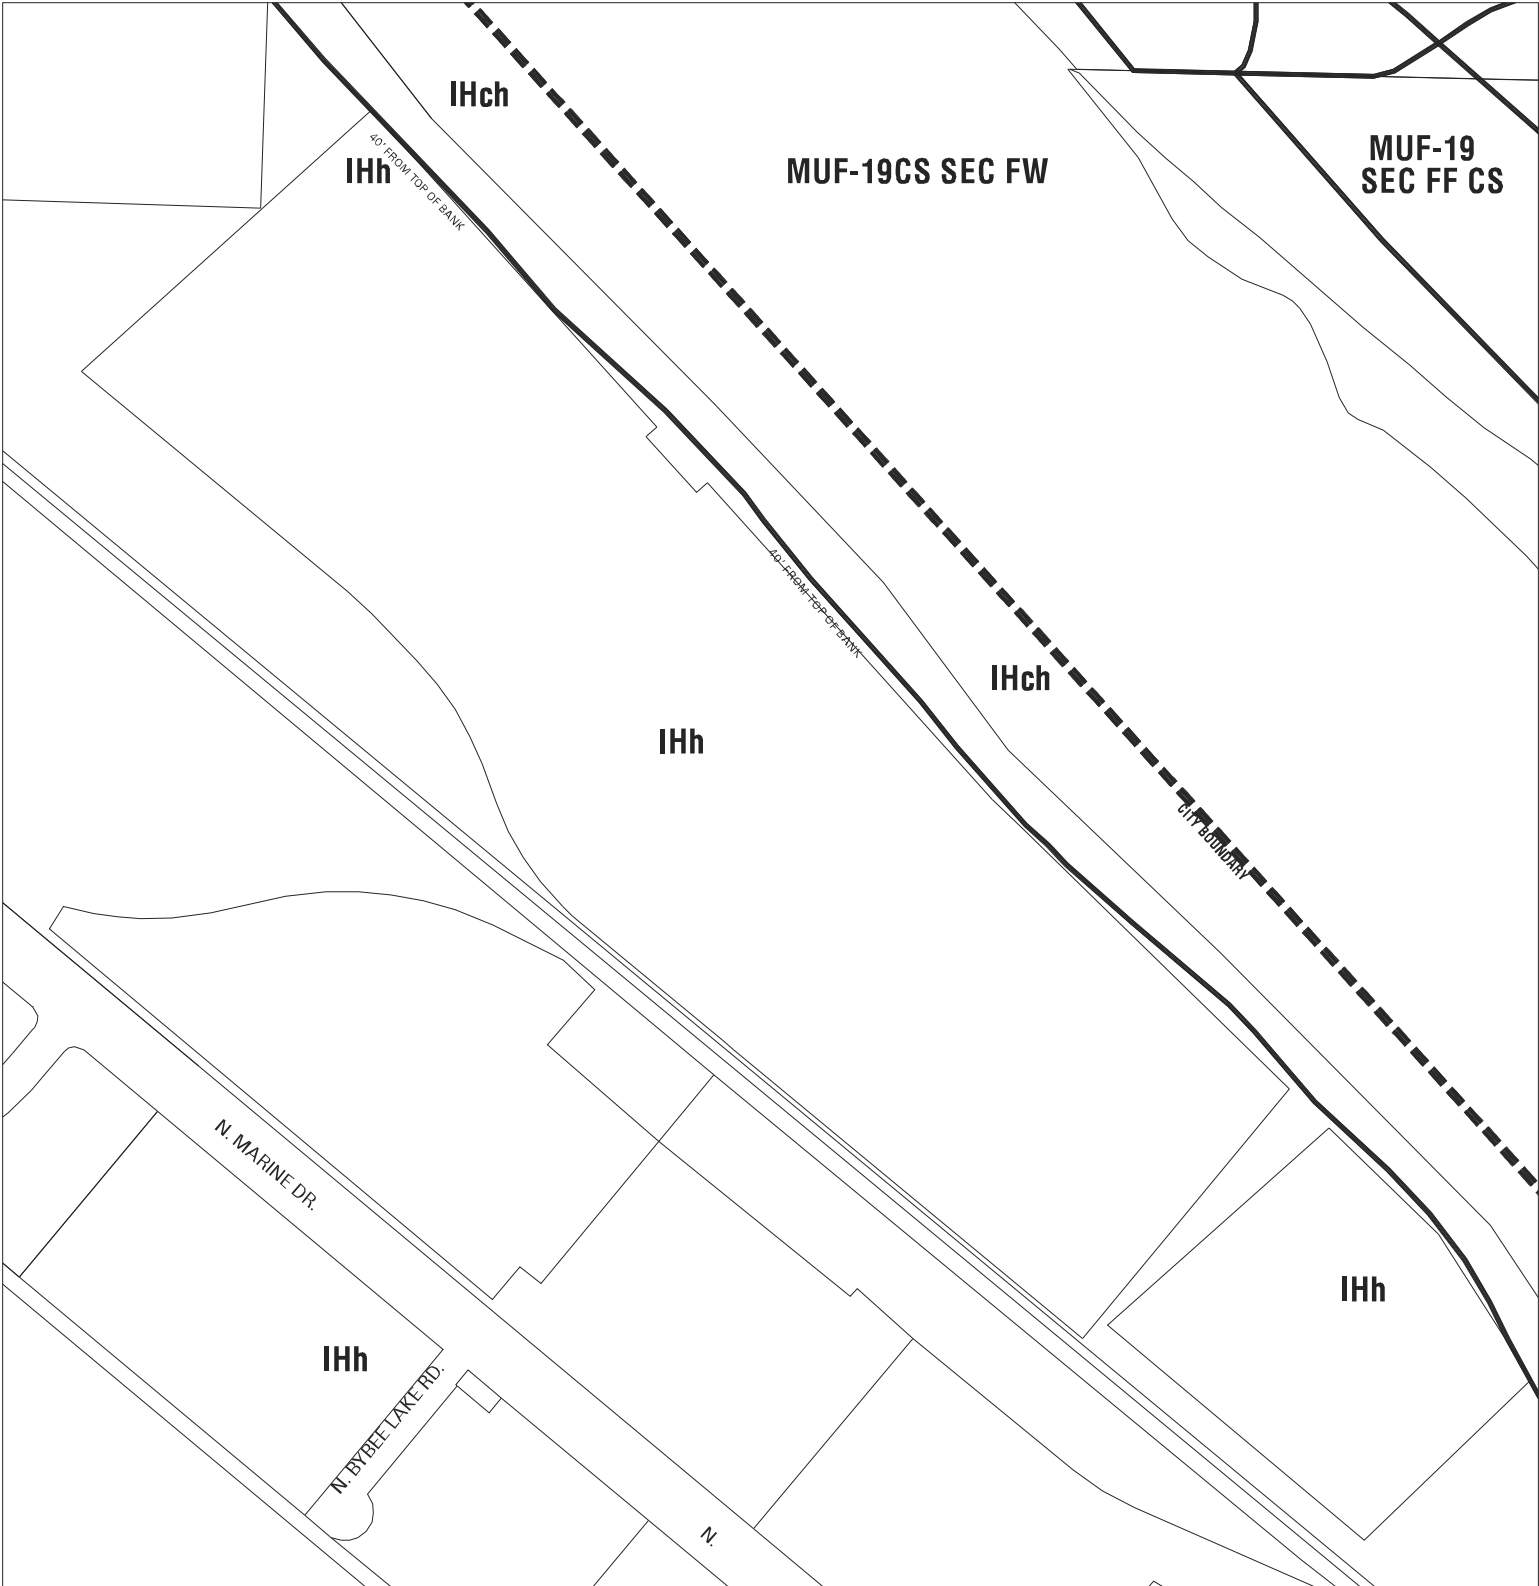 IHch
MUF-19
SEC FF CS
IHh
40' FROM TOP OF BANK
MUF-19CS SEC FW
40' FROM TOP OF BANK
IHch
IHh
CITY BOUNDARY
N. MARINE DR.
IHh
IHh
N. BYBEE LAKE RD.
N.